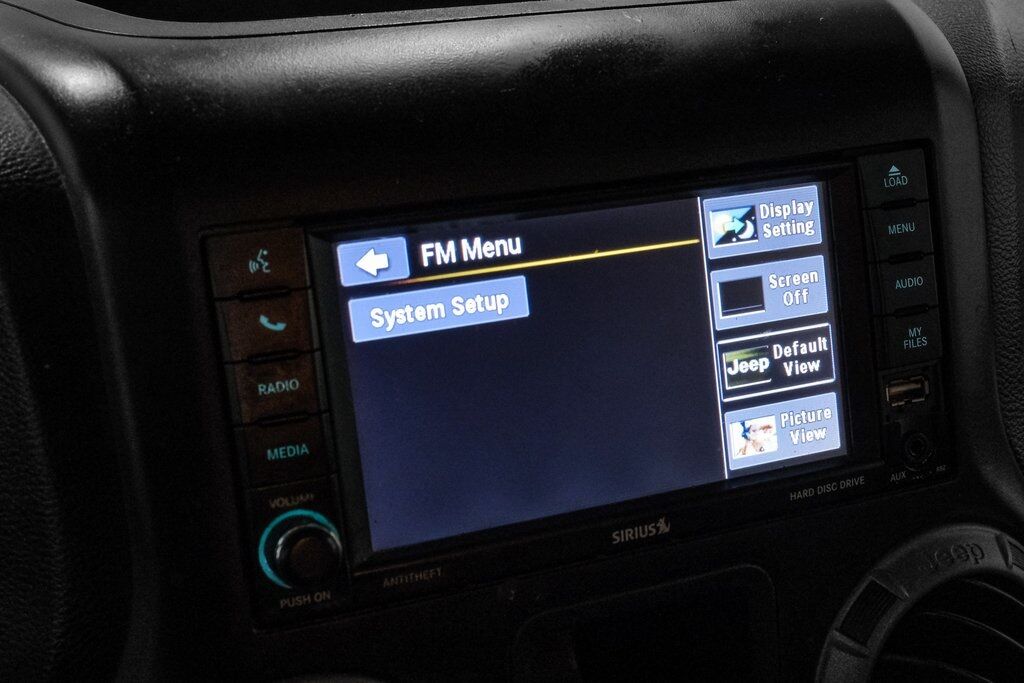 FM Menu
System Setup
Display
Setting
Screen
Off
Jeep
Default
View
Picture
View
RADIO
MEDIA
VOLUME
PUSH ON
ANTITHEFT
SIRIUS
HARD DISC DRIVE
LOAD
MENU
AUDIO
MY
FILES
AUX
Jeep